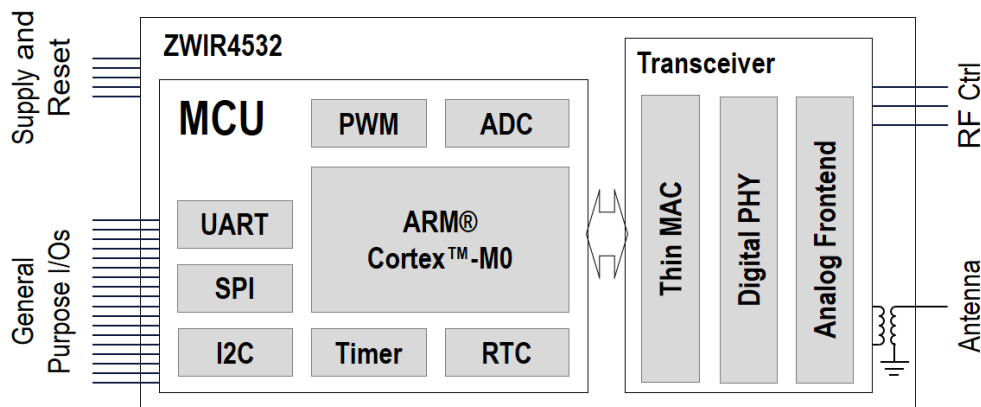 Supply and
Reset
ZWIR4532
MCU
PWM
ADC
UART
ARM®
Cortex™-M0
SPI
I2C
Timer
RTC
General
Purpose I/Os
Transceiver
Thin MAC
Digital PHY
Analog Frontend
RF Ctrl
Antenna